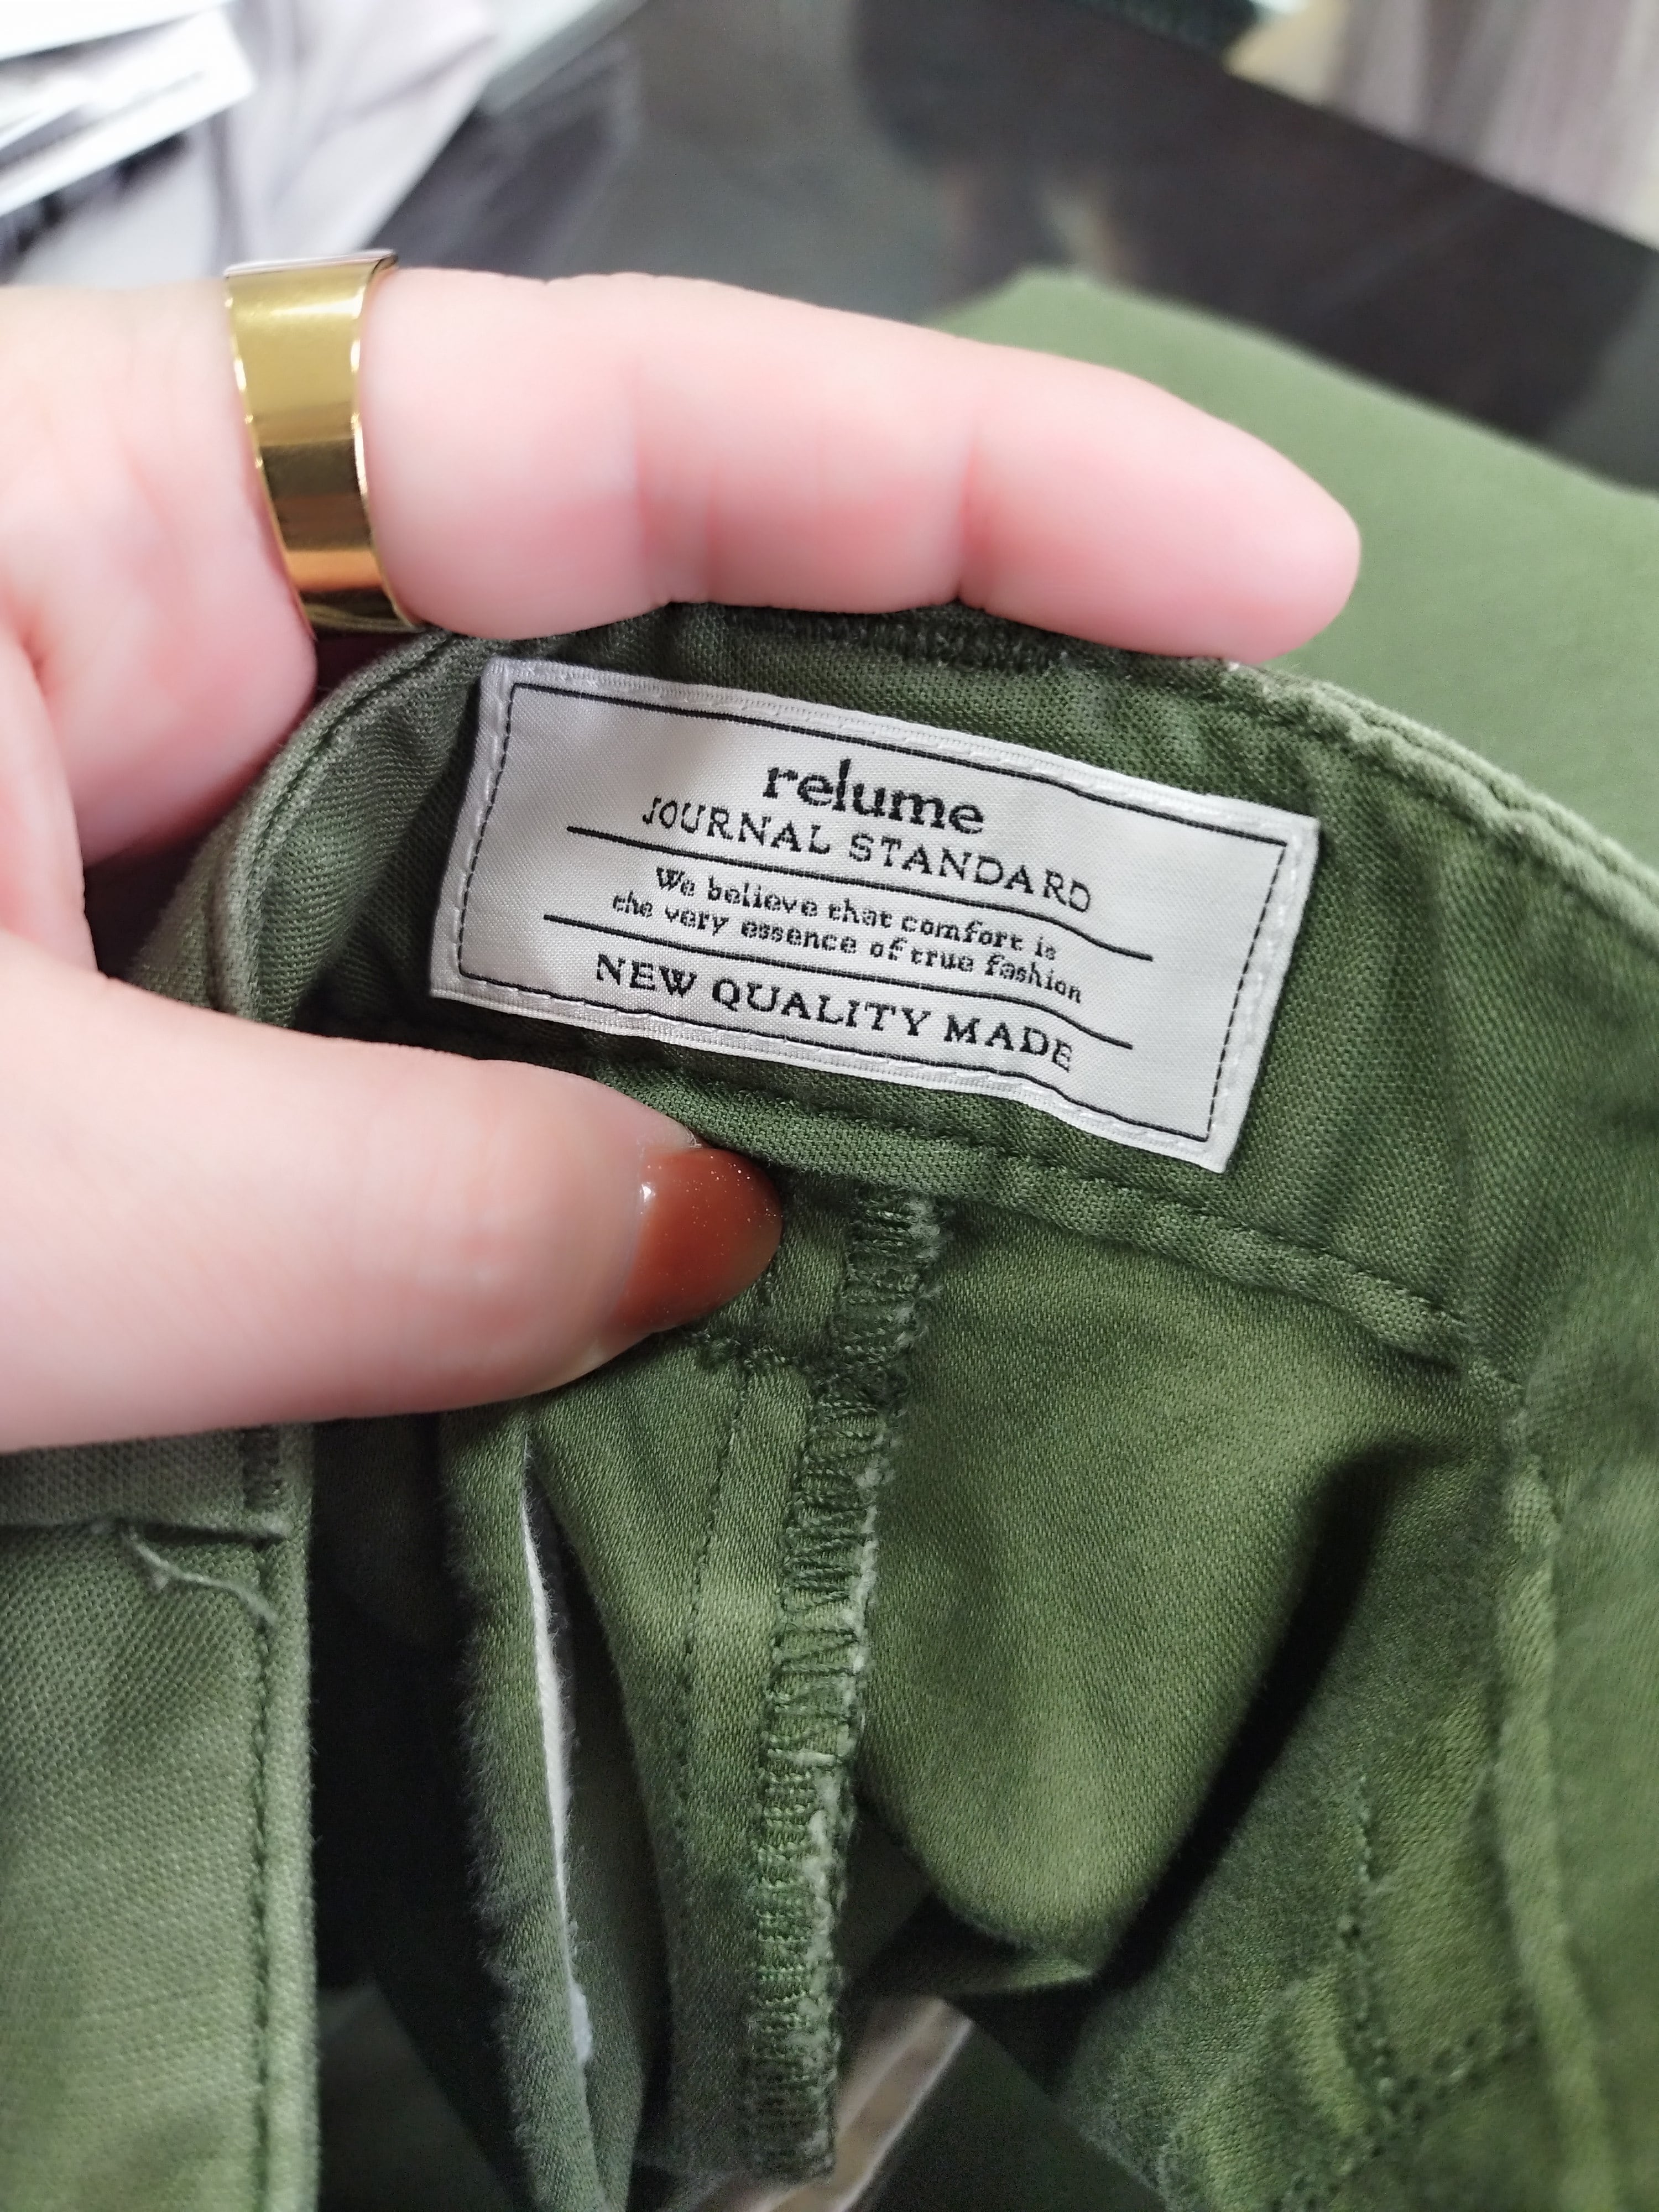 relume
JOURNAL STANDARD
We believe that comfort is
the very essence of true fashion
NEW QUALITY MADE